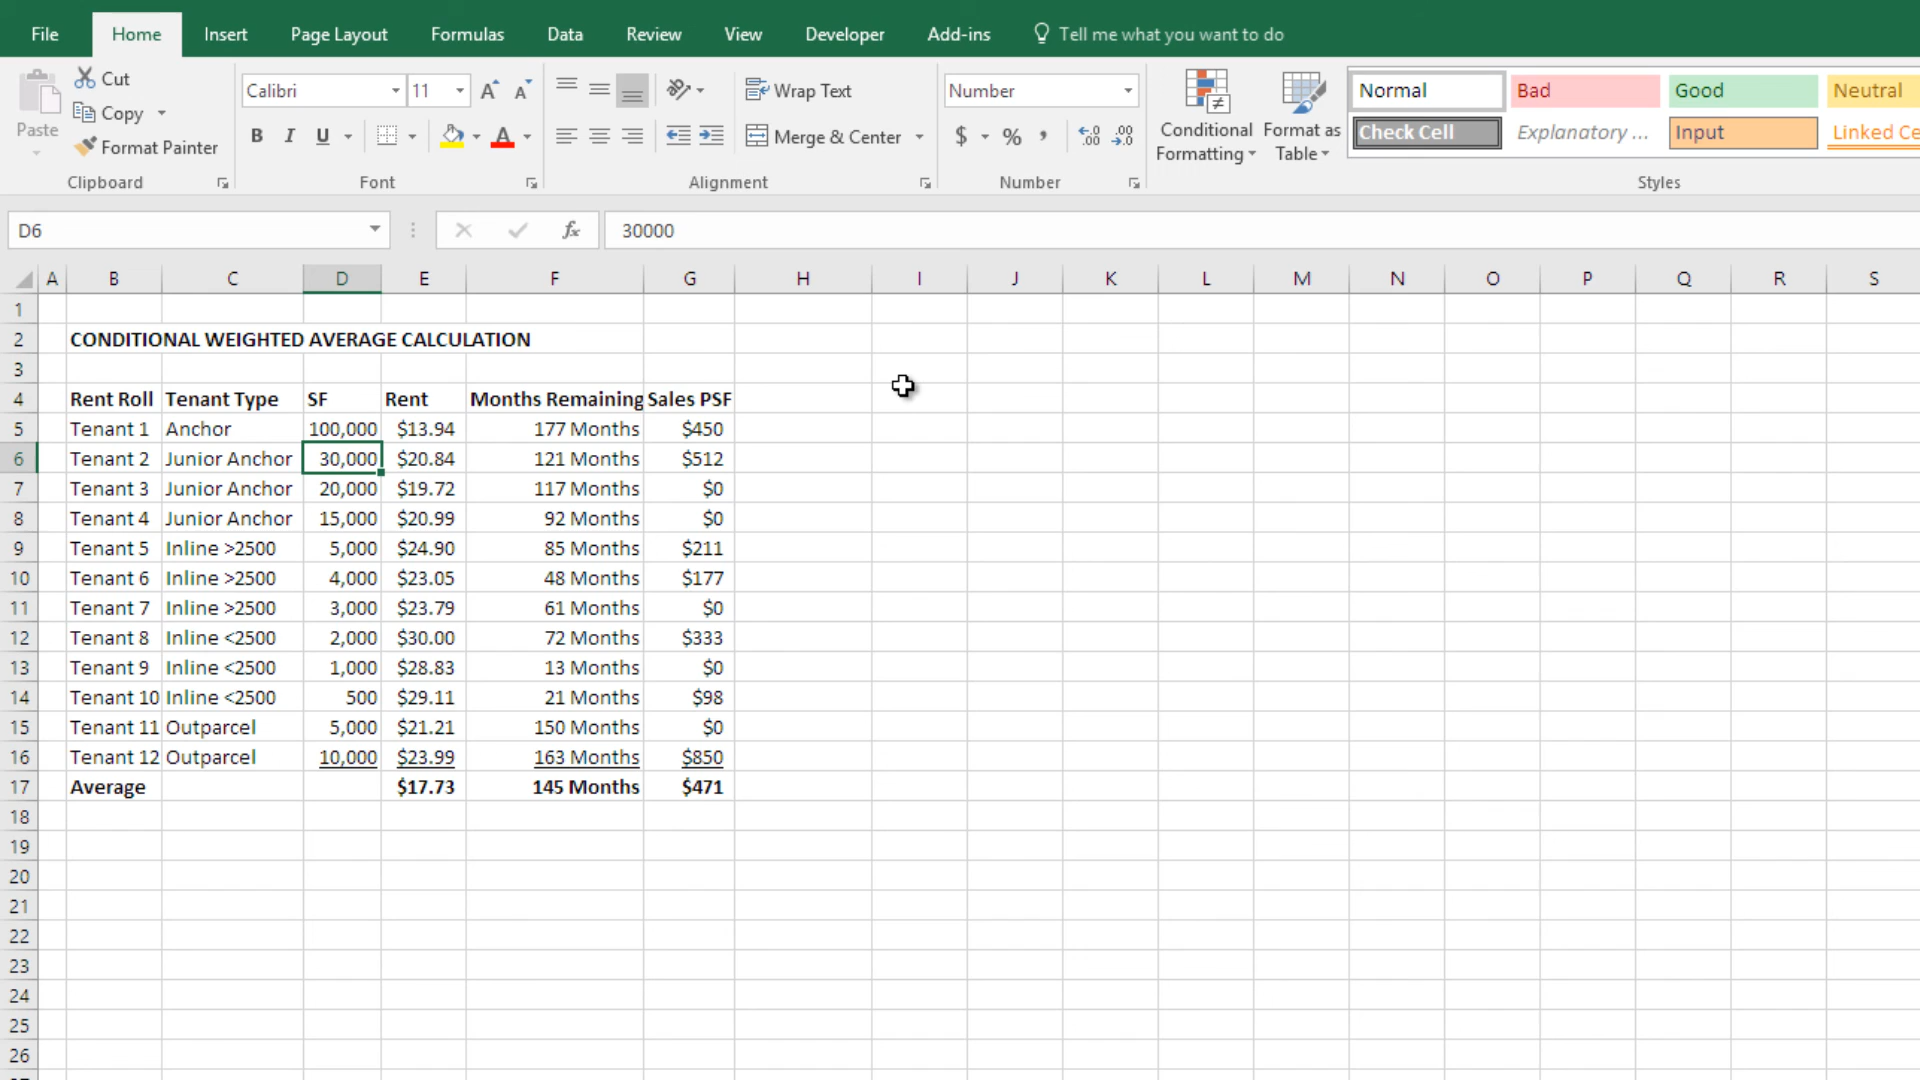 File Home Insert Page Layout Formulas Data Review View Developer Add-ins Tell me what you want to do
Paste
Cut
Copy
Format Painter
Clipboard
Calibri 11
B I U A
Font
Wrap Text
Merge & Center
Alignment
Number
$ % ,
Number
Conditional Formatting
Format as Table
Normal Bad Good Neutral
Check Cell Explanatory ... Input Linked Ce
Styles
D6 fx 30000
A B C D E F G H I J K L M N O P Q R S
1
2 CONDITIONAL WEIGHTED AVERAGE CALCULATION
3
4 Rent Roll Tenant Type SF Rent Months Remaining Sales PSF
5 Tenant 1 Anchor 100,000 $13.94 177 Months $450
6 Tenant 2 Junior Anchor 30,000 $20.84 121 Months $512
7 Tenant 3 Junior Anchor 20,000 $19.72 117 Months $0
8 Tenant 4 Junior Anchor 15,000 $20.99 92 Months $0
9 Tenant 5 Inline >2500 5,000 $24.90 85 Months $211
10 Tenant 6 Inline >2500 4,000 $23.05 48 Months $177
11 Tenant 7 Inline >2500 3,000 $23.79 61 Months $0
12 Tenant 8 Inline <2500 2,000 $30.00 72 Months $333
13 Tenant 9 Inline <2500 1,000 $28.83 13 Months $0
14 Tenant 10 Inline <2500 500 $29.11 21 Months $98
15 Tenant 11 Outparcel 5,000 $21.21 150 Months $0
16 Tenant 12 Outparcel 10,000 $23.99 163 Months $850
17 Average $17.73 145 Months $471
18
19
20
21
22
23
24
25
26